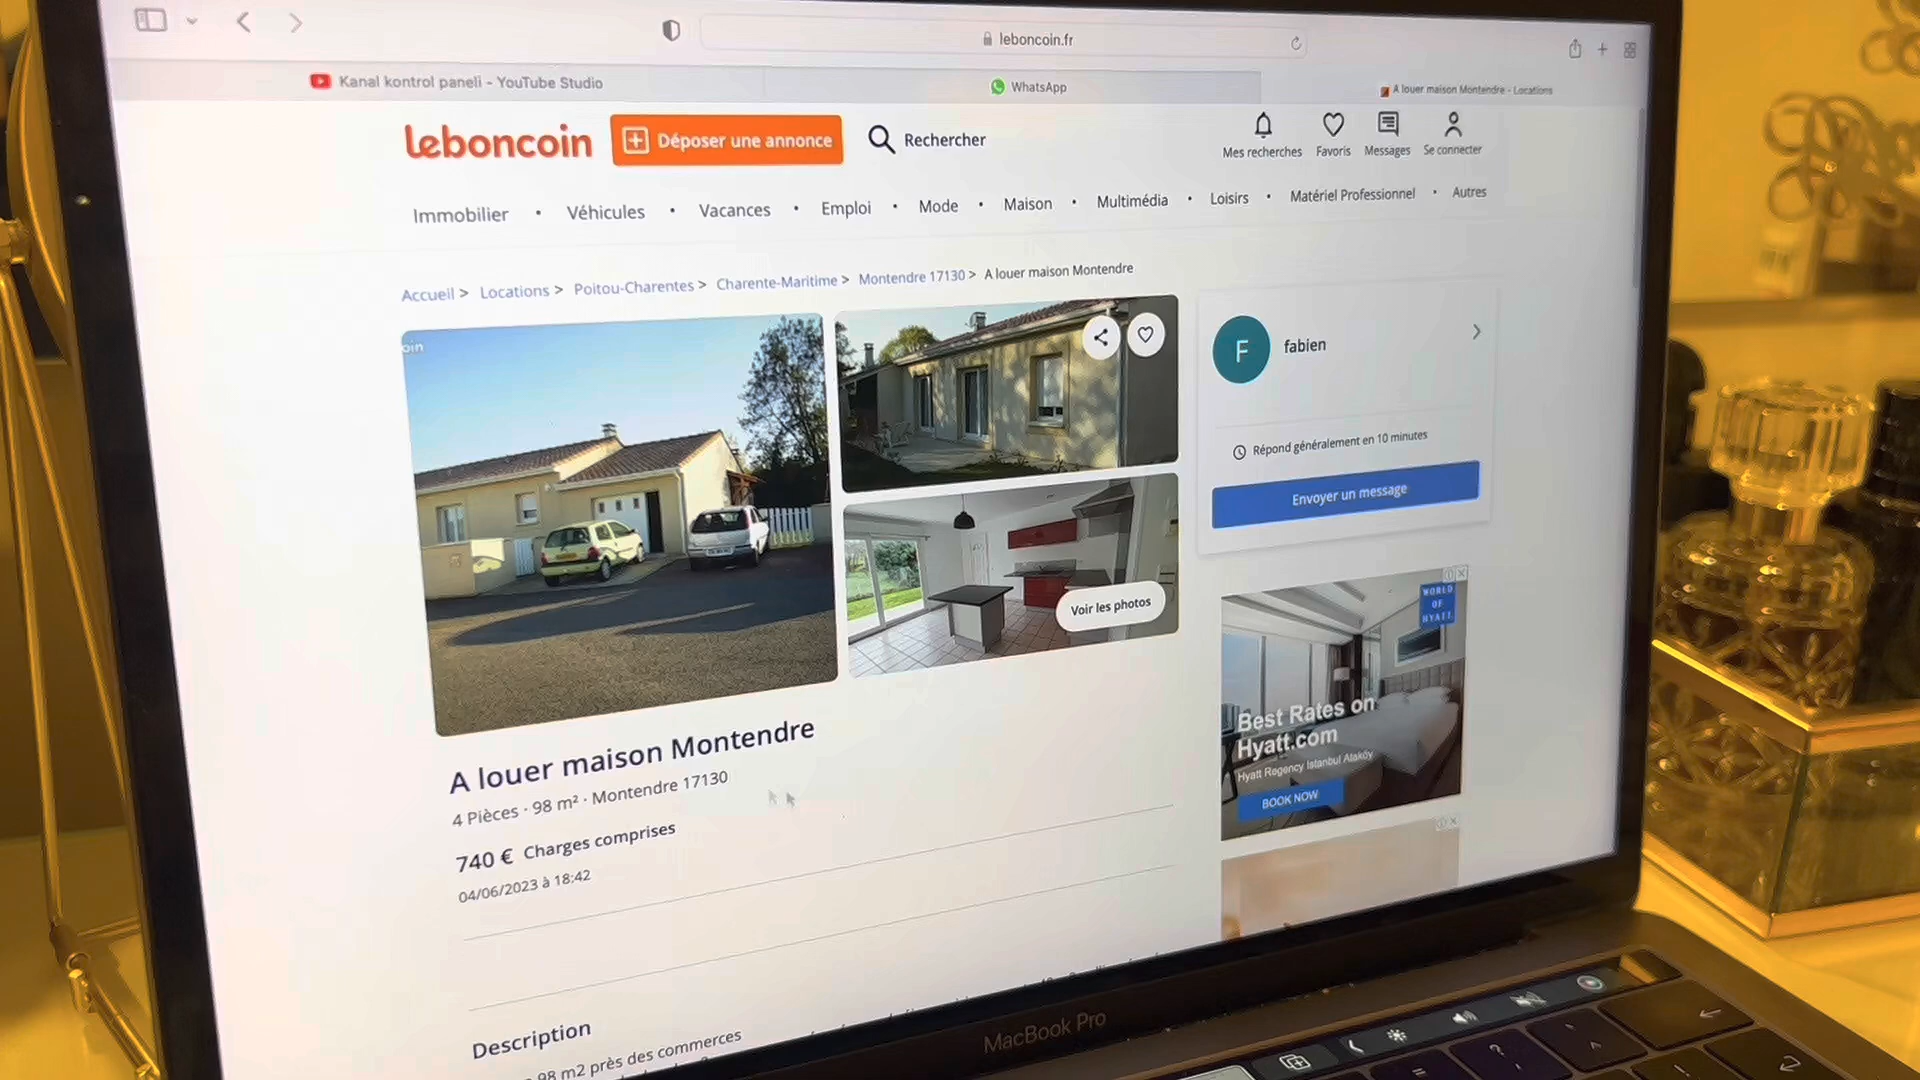 leboncoin.fr
Kanal kontrol paneli - YouTube Studio
WhatsApp
A louer maison Montendre - Locations
leboncoin
Déposer une annonce
Rechercher
Mes recherches
Favoris
Messages
Se connecter
Immobilier • Véhicules • Vacances • Emploi • Mode • Maison • Multimédia • Loisirs • Matériel Professionnel • Autres
Accueil > Locations > Poitou-Charentes > Charente-Maritime > Montendre 17130 > A louer maison Montendre
F
fabien
Répond généralement en 10 minutes
Envoyer un message
Voir les photos
WORLD
OF
HYATT
Best Rates on
Hyatt.com
Hyatt Regency Istanbul Ataköy
BOOK NOW
A louer maison Montendre
4 Pièces · 98 m² · Montendre 17130
740 € Charges comprises
04/06/2023 à 18:42
Description
98 m2 près des commerces
MacBook Pro